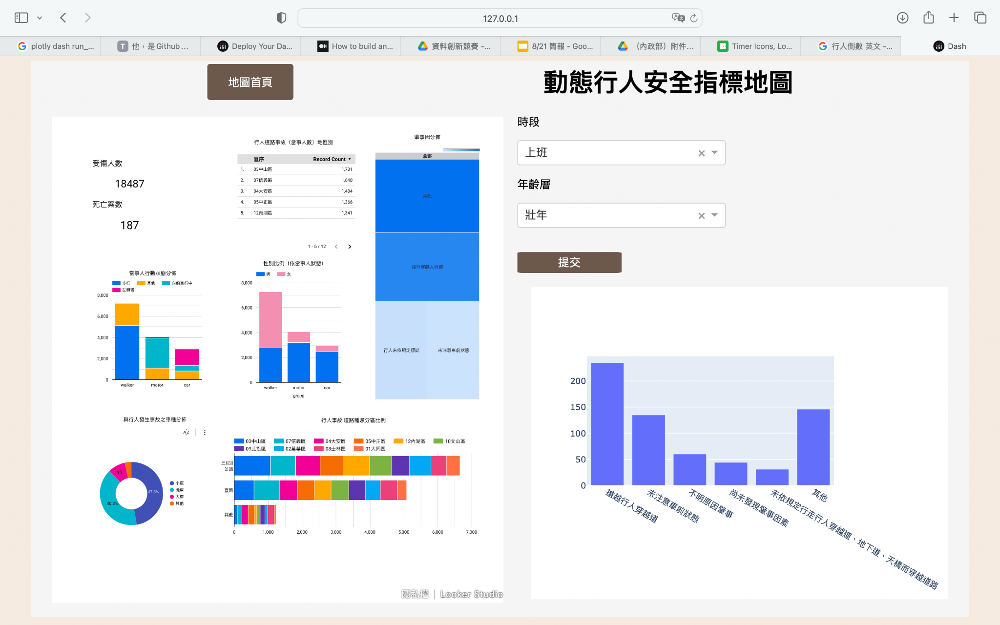 127.0.0.1
plotly dash run_...
T 他，是Github...
Deploy Your Da...
How to build an...
資料創新競賽 -...
8/21 簡報 - Goo...
（內政部）附件...
Timer Icons, Lo...
行人倒數 英文 -...
Dash
地圖首頁
動態行人安全指標地圖
受傷人數
18487
死亡案數
187
行人道路事故（當事人數）地區別
區序 Record Count
1. 03中山區 1,731
2. 07信義區 1,640
3. 04大安區 1,434
4. 05中正區 1,366
5. 12內湖區 1,341
1 - 5 / 12
肇事因分佈
全部
其他
強行穿越人行道
行人未依規定標誌 未注意車前狀態
當事人行動狀態分佈
步行 其他 向前直行中
左轉彎
8,000
6,000
4,000
2,000
0
walker motor car
性別比例（依當事人狀態）
男 女
8,000
6,000
4,000
2,000
0
walker motor car
group
與行人發生事故之車種分佈
AZ
9%
47.3%
40.3%
小車
機車
大車
其他
行人事故 道路種類分區比例
03中山區 07信義區 04大安區 05中正區 12內湖區 10文山區
09北投區 02萬華區 08士林區 01大同區
三(四)
岔路
直路
其他
0 1,000 2,000 3,000 4,000 5,000 6,000 7,000
隱私權 Looker Studio
時段
上班
年齡層
壯年
提交
200
150
100
50
0
搶越行人穿越道
未注意車前狀態
不明原因肇事
尚未發現肇事因素
未依規定行走行人穿越道、地下道、天橋而穿越道路
其他